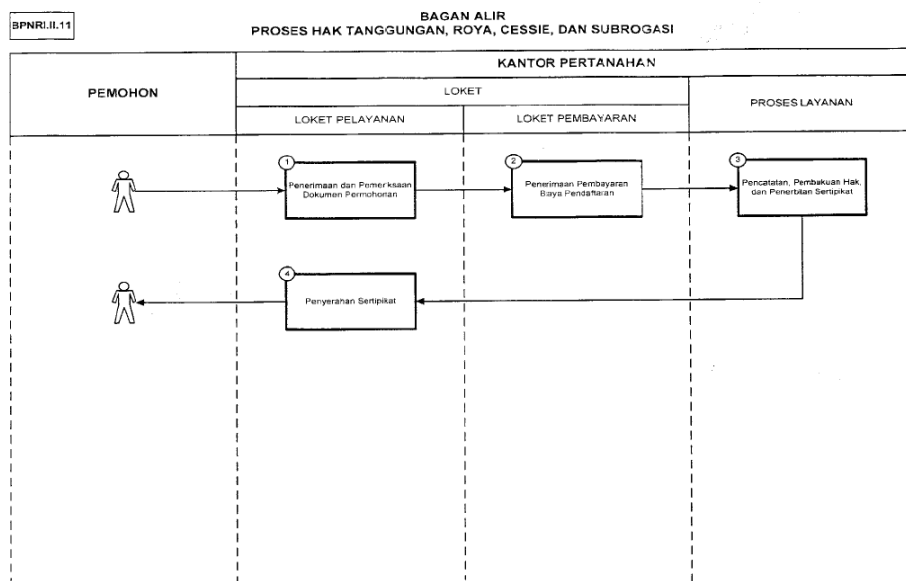 BPNRI.II.11
BAGAN ALIR
PROSES HAK TANGGUNGAN, ROYA, CESSIE, DAN SUBROGASI
PEMOHON
KANTOR PERTANAHAN
LOKET
PROSES LAYANAN
LOKET PELAYANAN
LOKET PEMBAYARAN
1
Penerimaan dan Pemeriksaan
Dokumen Permohonan
2
Penerimaan Pembayaran
Biaya Pendaftaran
3
Pencatatan, Pembukuan Hak,
dan Penerbitan Sertipikat
4
Penyerahan Sertipikat